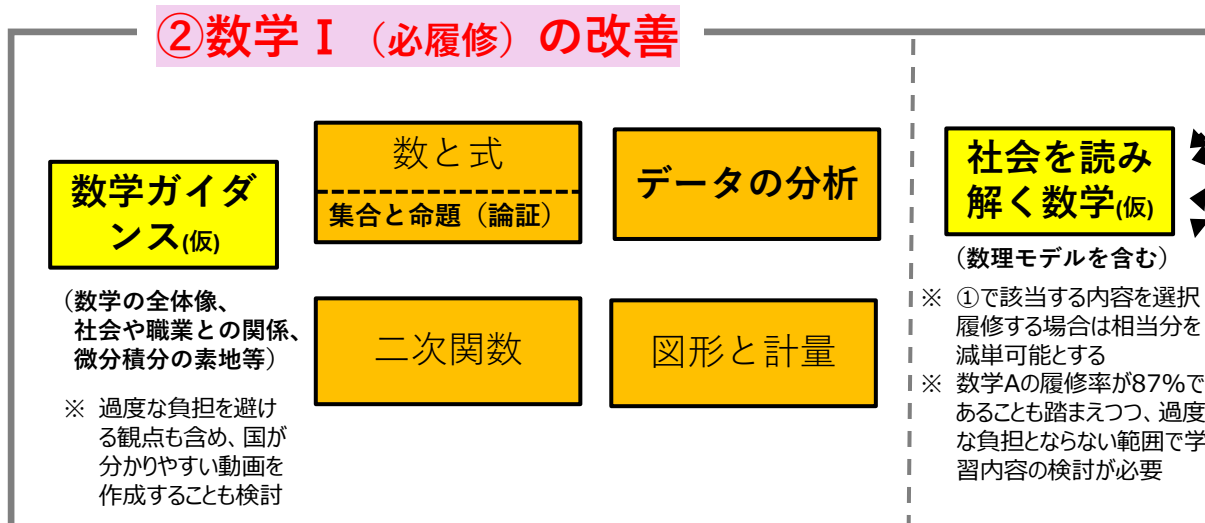 ②数学Ⅰ（必履修）の改善
数学ガイダ
ンス(仮)
（数学の全体像、
社会や職業との関係、
微分積分の素地等）
※ 過度な負担を避け
る観点も含め、国が
分かりやすい動画を
作成することも検討
数と式
集合と命題（論証）
データの分析
二次関数
図形と計量
社会を読み
解く数学(仮)
（数理モデルを含む）
※ ①で該当する内容を選択
履修する場合は相当分を
減単可能とする
※ 数学Aの履修率が87%で
あることも踏まえつつ、過度
な負担とならない範囲で学
習内容の検討が必要